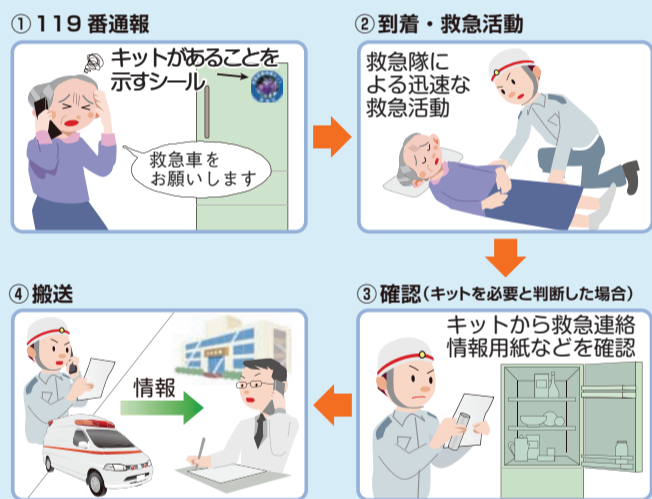 ① 119 番通報
キットがあることを
示すシール
救急車を
お願いします
② 到着・救急活動
救急隊に
よる迅速な
救急活動
③ 確認(キットを必要と判断した場合)
キットから救急連絡
情報用紙などを確認
④ 搬送
情報